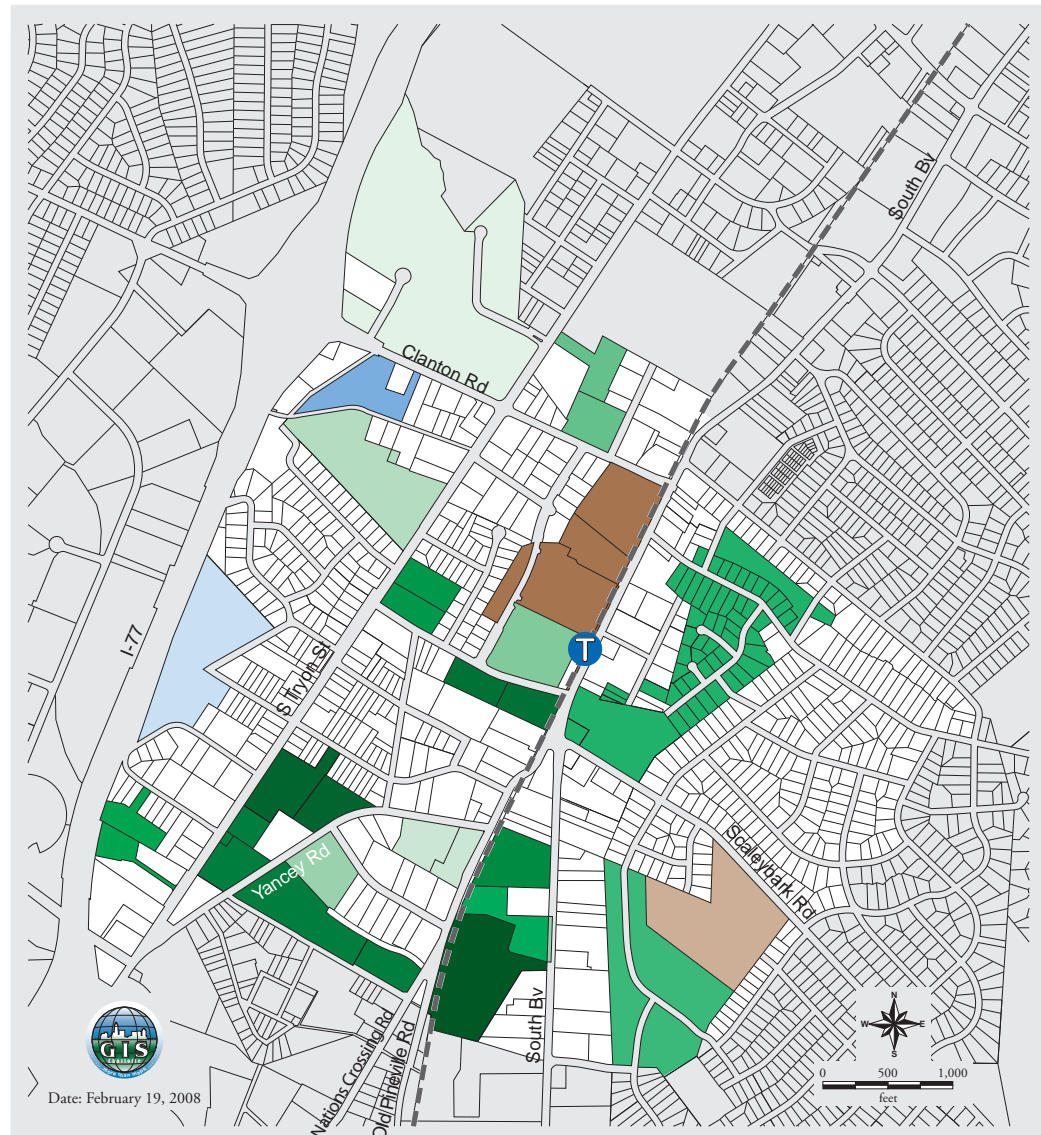 South Bv
Clanton Rd
I-77
S Tryon St
T
Yancey Rd
Scaleybark Rd
South Bv
Nations Crossing Rd
Old Pineville Rd
GIS
Charlotte
Date: February 19, 2008
N
W E
S
0 500 1,000
feet